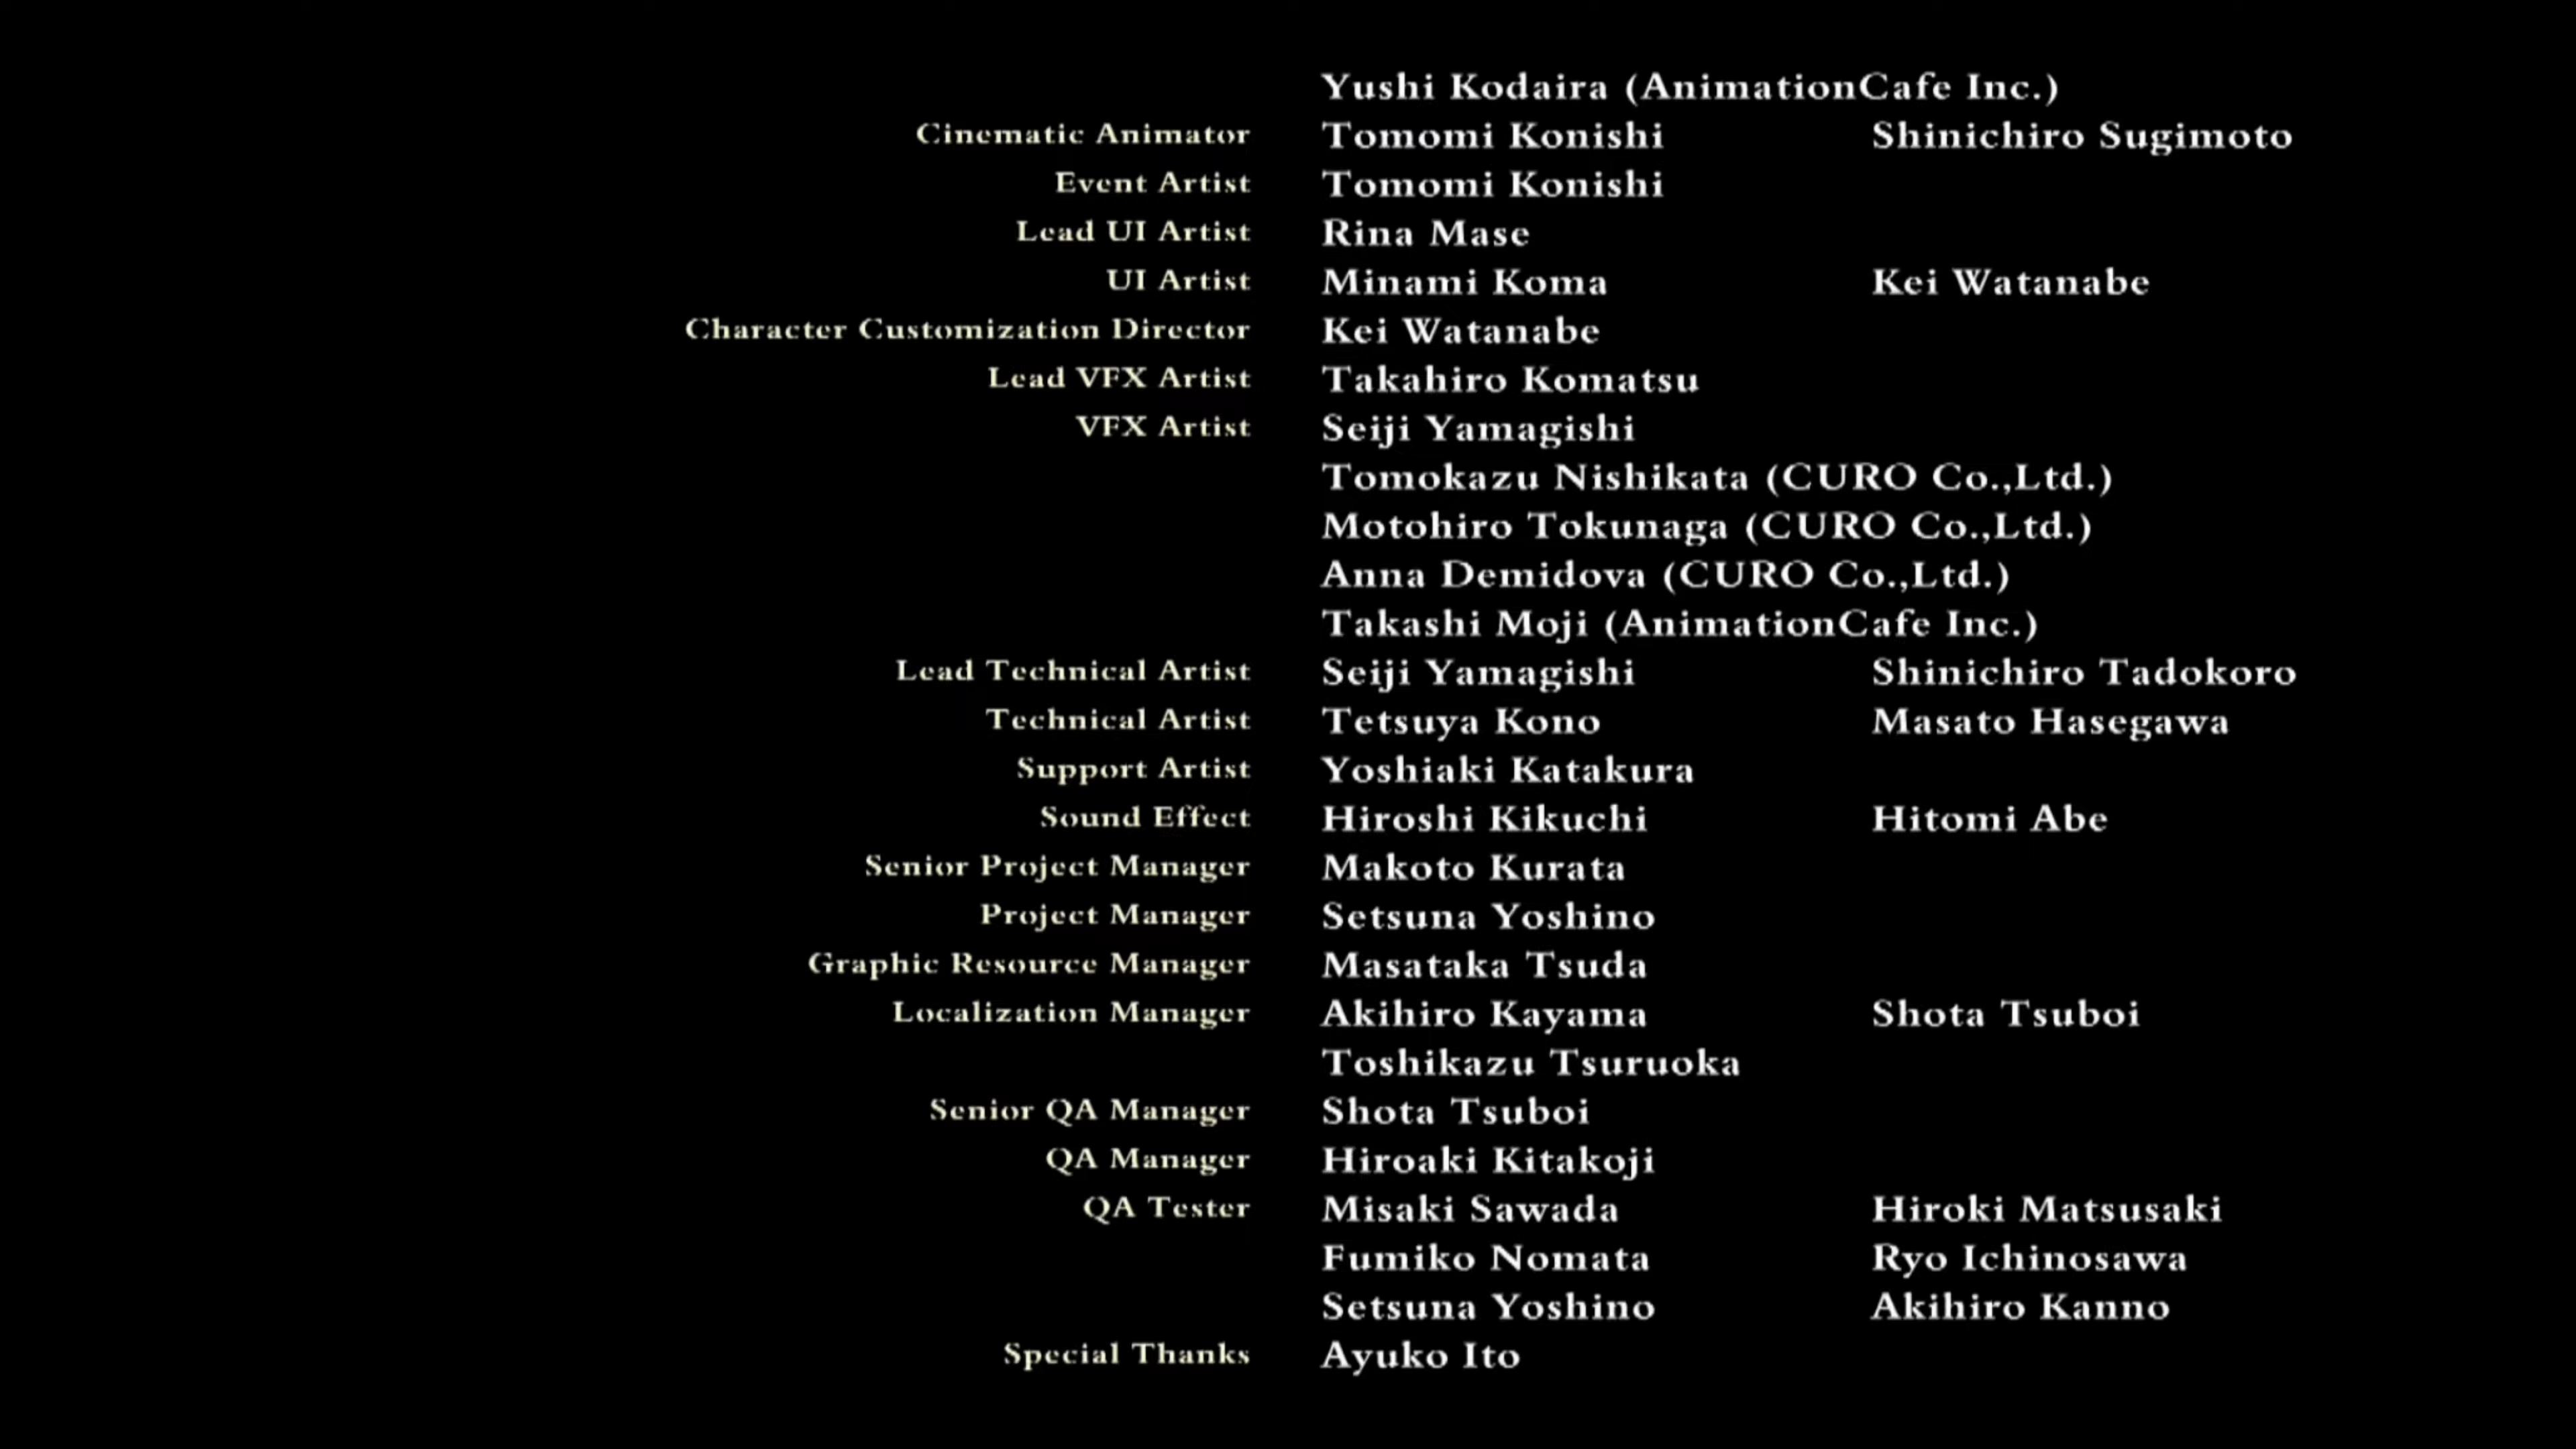 Yushi Kodaira (AnimationCafe Inc.)
Cinematic Animator Tomomi Konishi Shinichiro Sugimoto
Event Artist Tomomi Konishi
Lead UI Artist Rina Mase
UI Artist Minami Koma Kei Watanabe
Character Customization Director Kei Watanabe
Lead VFX Artist Takahiro Komatsu
VFX Artist Seiji Yamagishi
Tomokazu Nishikata (CURO Co.,Ltd.)
Motohiro Tokunaga (CURO Co.,Ltd.)
Anna Demidova (CURO Co.,Ltd.)
Takashi Moji (AnimationCafe Inc.)
Lead Technical Artist Seiji Yamagishi Shinichiro Tadokoro
Technical Artist Tetsuya Kono Masato Hasegawa
Support Artist Yoshiaki Katakura
Sound Effect Hiroshi Kikuchi Hitomi Abe
Senior Project Manager Makoto Kurata
Project Manager Setsuna Yoshino
Graphic Resource Manager Masataka Tsuda
Localization Manager Akihiro Kayama Shota Tsuboi
Toshikazu Tsuruoka
Senior QA Manager Shota Tsuboi
QA Manager Hiroaki Kitakoji
QA Tester Misaki Sawada Hiroki Matsusaki
Fumiko Nomata Ryo Ichinosawa
Setsuna Yoshino Akihiro Kanno
Special Thanks Ayuko Ito